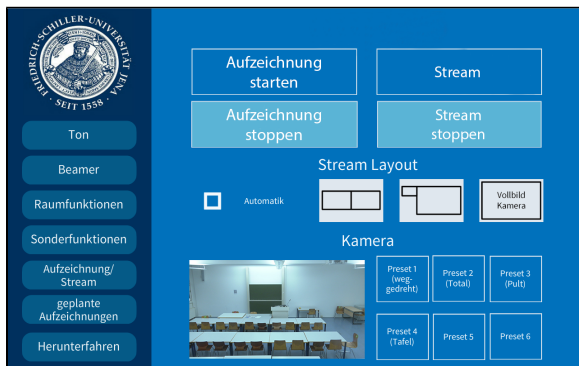 FRIEDRICH-SCHILLER-UNIVERSITÄT JENA
· SEIT 1558 ·
Ton
Beamer
Raumfunktionen
Sonderfunktionen
Aufzeichnung/
Stream
geplante
Aufzeichnungen
Herunterfahren
Aufzeichnung
starten
Stream
Aufzeichnung
stoppen
Stream
stoppen
Stream Layout
Automatik
Vollbild
Kamera
Kamera
Preset 1
(weg-
gedreht)
Preset 2
(Total)
Preset 3
(Pult)
Preset 4
(Tafel)
Preset 5
Preset 6